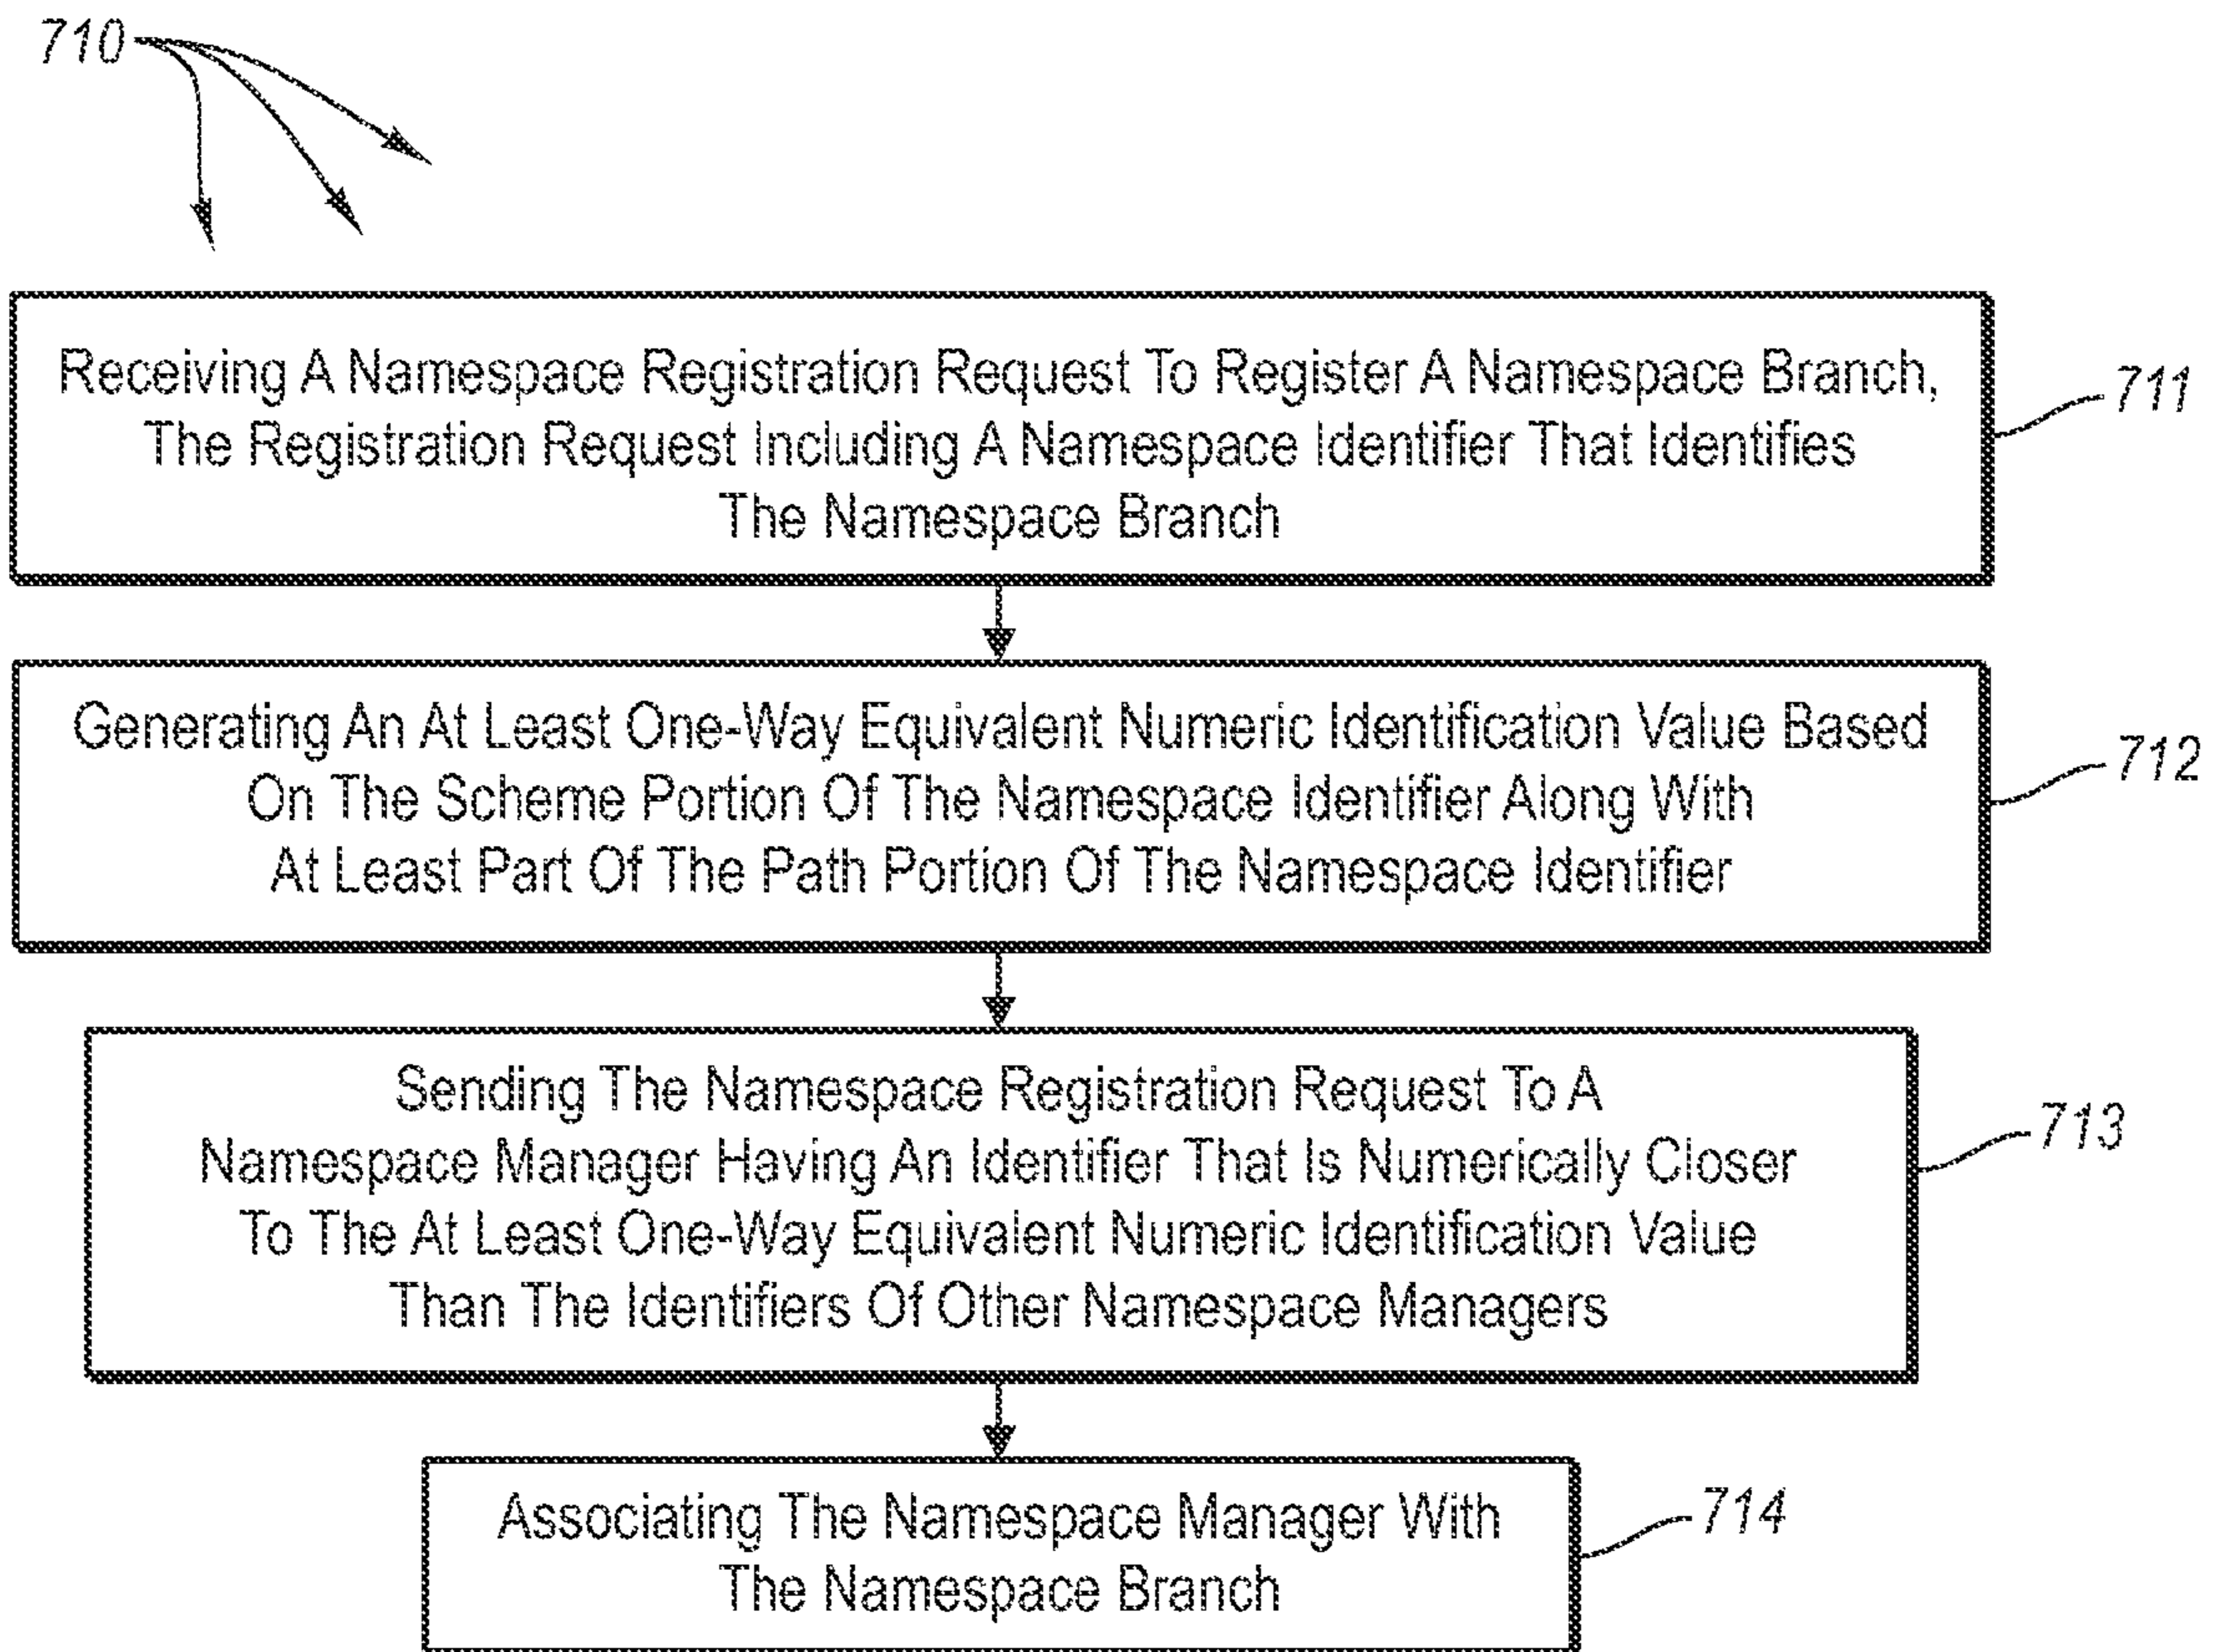 710
Receiving A Namespace Registration Request To Register A Namespace Branch,
The Registration Request Including A Namespace Identifier That Identifies
The Namespace Branch
711
Generating An At Least One-Way Equivalent Numeric Identification Value Based
On The Scheme Portion Of The Namespace Identifier Along With
At Least Part Of The Path Portion Of The Namespace Identifier
712
Sending The Namespace Registration Request To A
Namespace Manager Having An Identifier That Is Numerically Closer
To The At Least One-Way Equivalent Numeric Identification Value
Than The Identifiers Of Other Namespace Managers
713
Associating The Namespace Manager With
The Namespace Branch
714